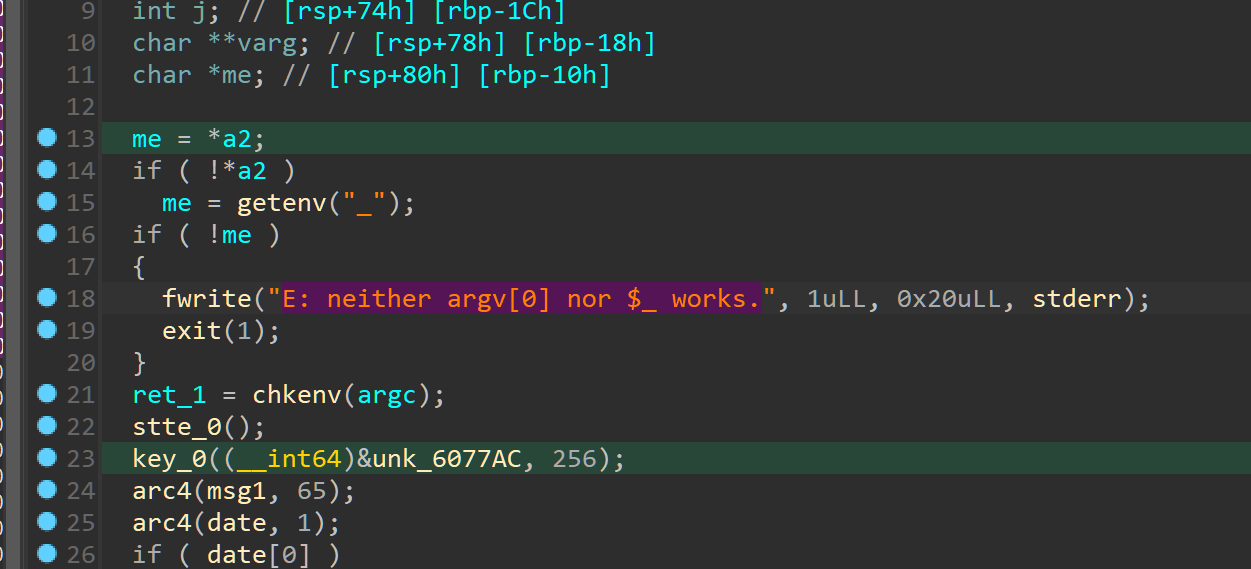 9 int j; // [rsp+74h] [rbp-1Ch]
10 char **varg; // [rsp+78h] [rbp-18h]
11 char *me; // [rsp+80h] [rbp-10h]
12
13 me = *a2;
14 if ( !*a2 )
15 me = getenv("_");
16 if ( !me )
17 {
18 fwrite("E: neither argv[0] nor $_ works.", 1uLL, 0x20uLL, stderr);
19 exit(1);
20 }
21 ret_1 = chkenv(argc);
22 stte_0();
23 key_0((__int64)&unk_6077AC, 256);
24 arc4(msg1, 65);
25 arc4(date, 1);
26 if ( date[0] )